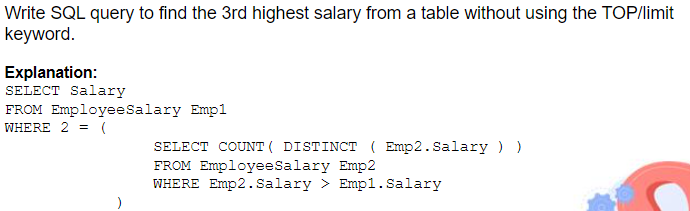 Write SQL query to find the 3rd highest salary from a table without using the TOP/limit
keyword.
Explanation:
SELECT Salary
FROM EmployeeSalary Emp1
WHERE 2 = (
SELECT COUNT( DISTINCT ( Emp2.Salary ) )
FROM EmployeeSalary Emp2
WHERE Emp2.Salary > Emp1.Salary
)